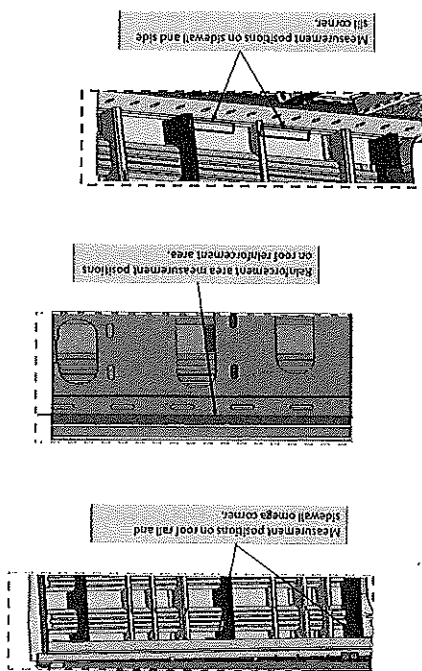 Measurement positions on roof rail and
sidewall omega corner.
Reinforcement area measurement positions
on roof reinforcement area.
Measurement positions on sidewall and side
sill corner.